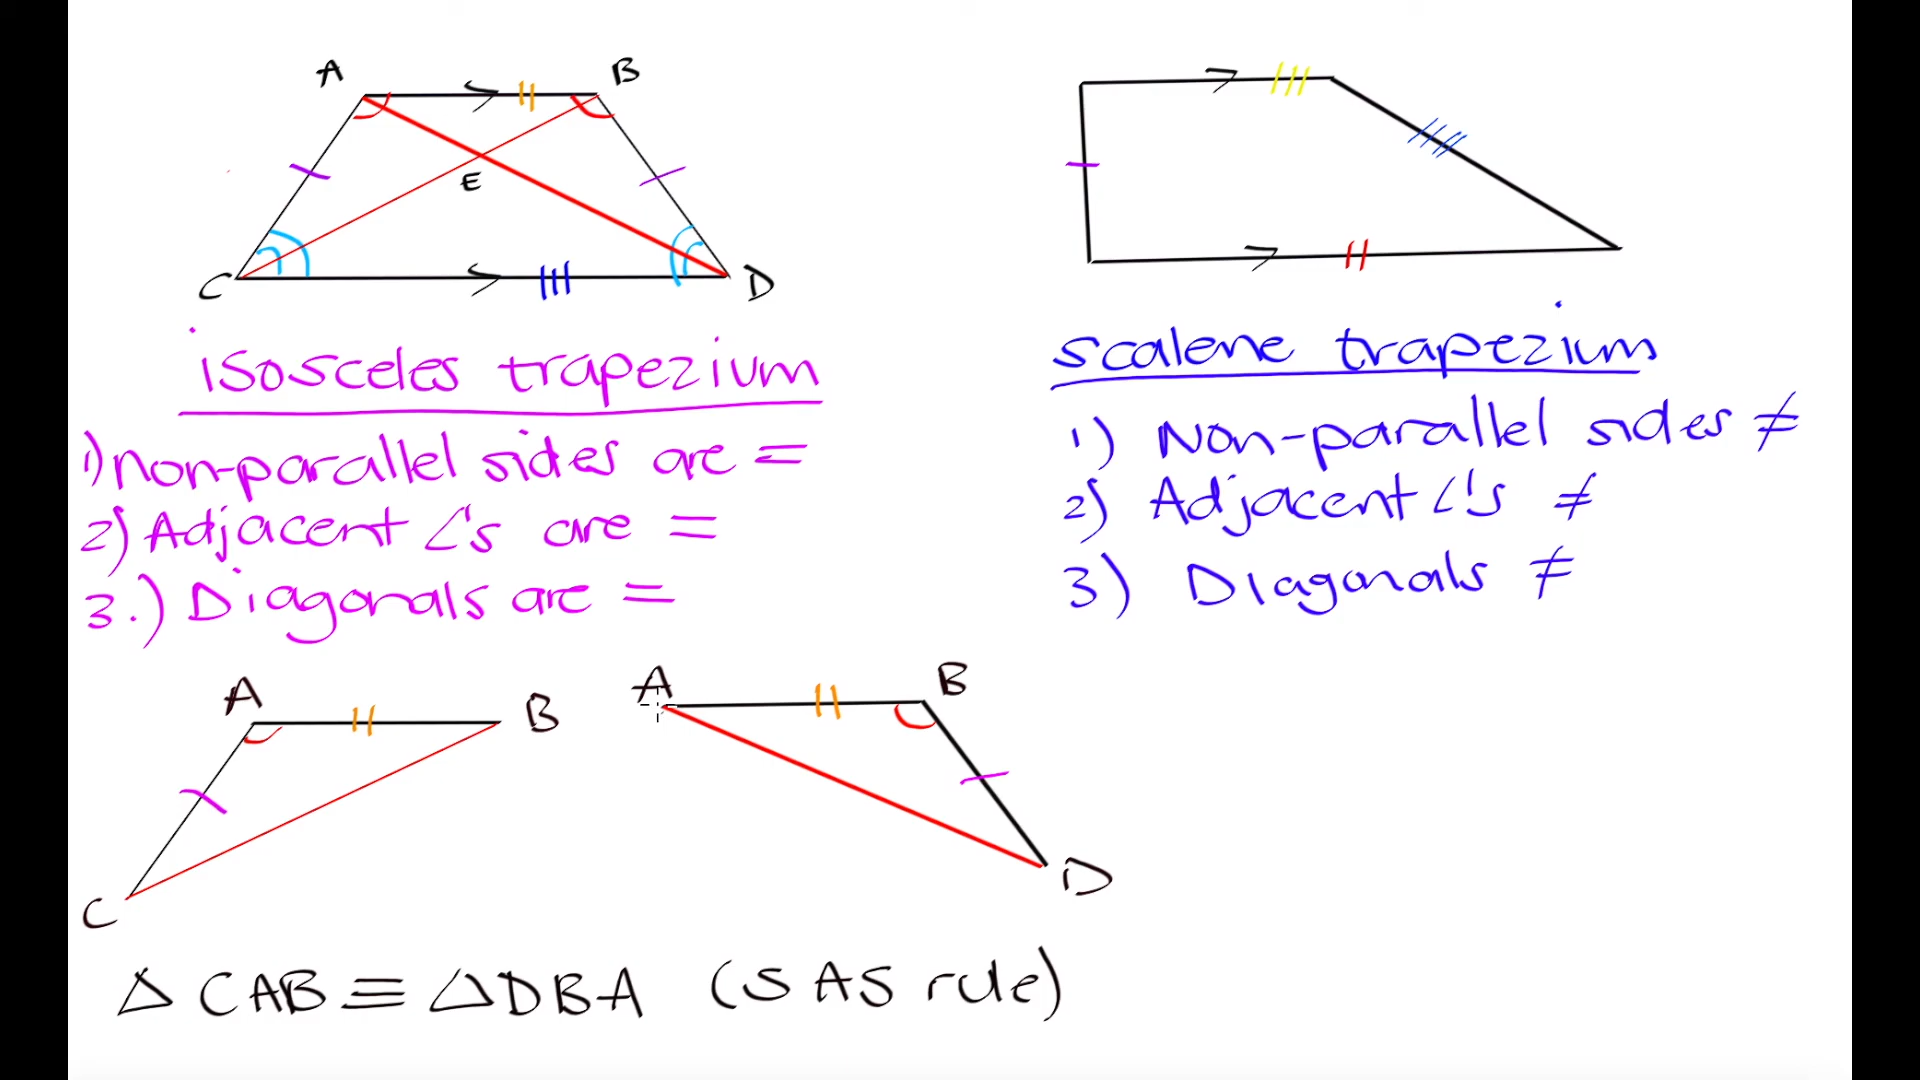 A
B
E
C
D
isosceles trapezium
1) non-parallel sides are =
2) Adjacent ∠'s are =
3.) Diagonals are =
scalene trapezium
1) Non-parallel sides ≠
2) Adjacent ∠'s ≠
3) Diagonals ≠
A
B
C
A
B
D
△ CAB ≡ △DBA (SAS rule)